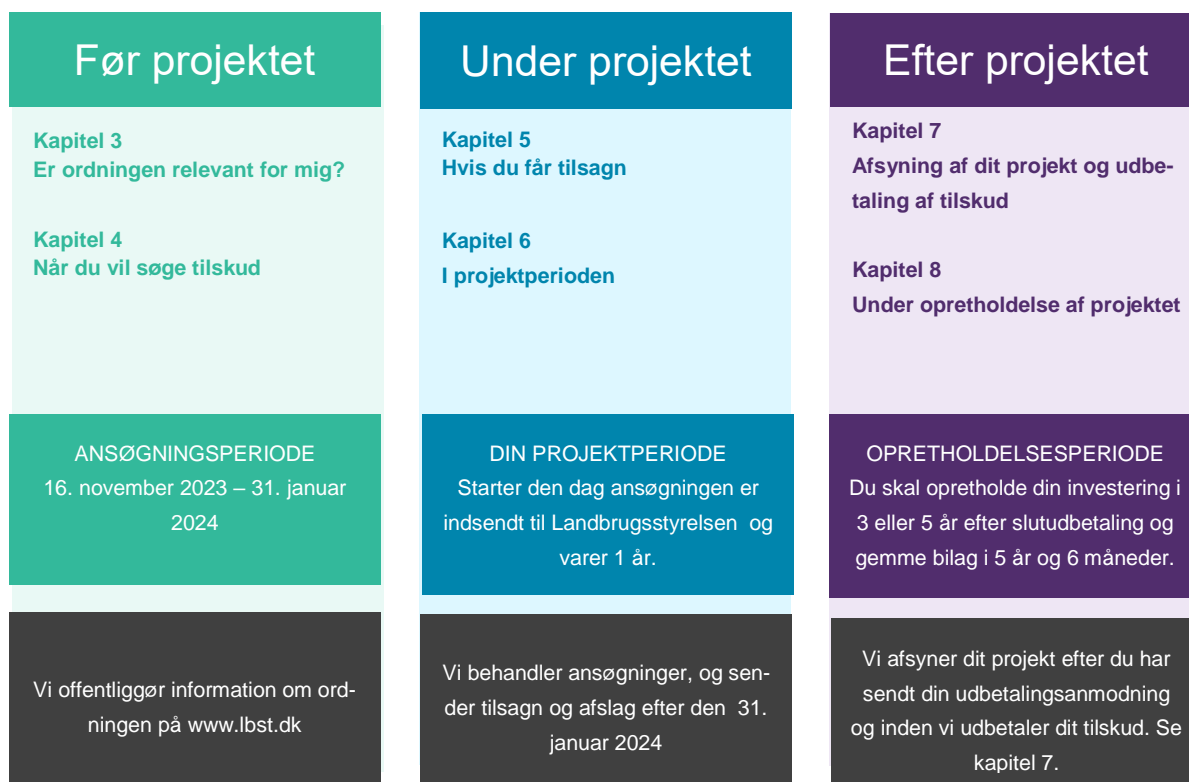 Før projektet
Kapitel 3
Er ordningen relevant for mig?
Kapitel 4
Når du vil søge tilskud
ANSØGNINGSPERIODE
16. november 2023 – 31. januar
2024
Vi offentliggør information om ord-
ningen på www.lbst.dk
Under projektet
Kapitel 5
Hvis du får tilsagn
Kapitel 6
I projektperioden
DIN PROJEKTPERIODE
Starter den dag ansøgningen er
indsendt til Landbrugsstyrelsen og
varer 1 år.
Vi behandler ansøgninger, og sen-
der tilsagn og afslag efter den 31.
januar 2024
Efter projektet
Kapitel 7
Afsyning af dit projekt og udbe-
taling af tilskud
Kapitel 8
Under opretholdelse af projektet
OPRETHOLDELSESPERIODE
Du skal opretholde din investering i
3 eller 5 år efter slutudbetaling og
gemme bilag i 5 år og 6 måneder.
Vi afsyner dit projekt efter du har
sendt din udbetalingsanmodning
og inden vi udbetaler dit tilskud. Se
kapitel 7.